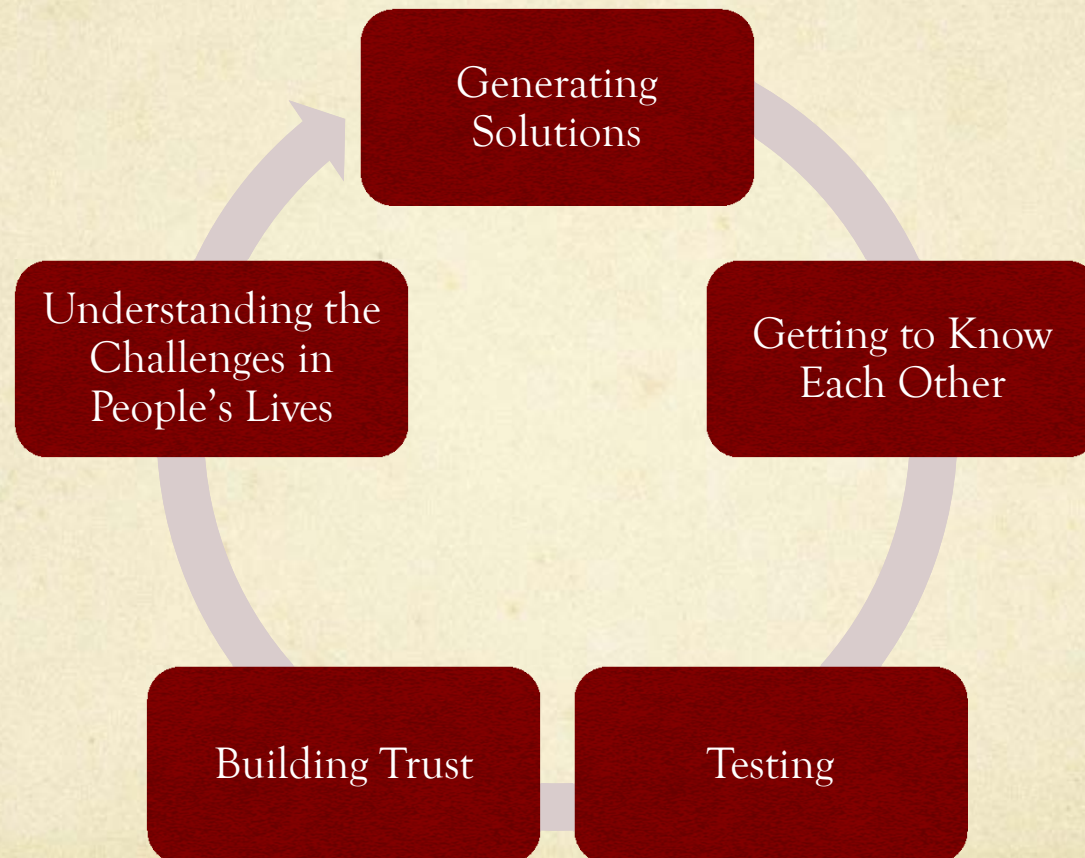 Generating
Solutions
Getting to Know
Each Other
Testing
Building Trust
Understanding the
Challenges in
People’s Lives